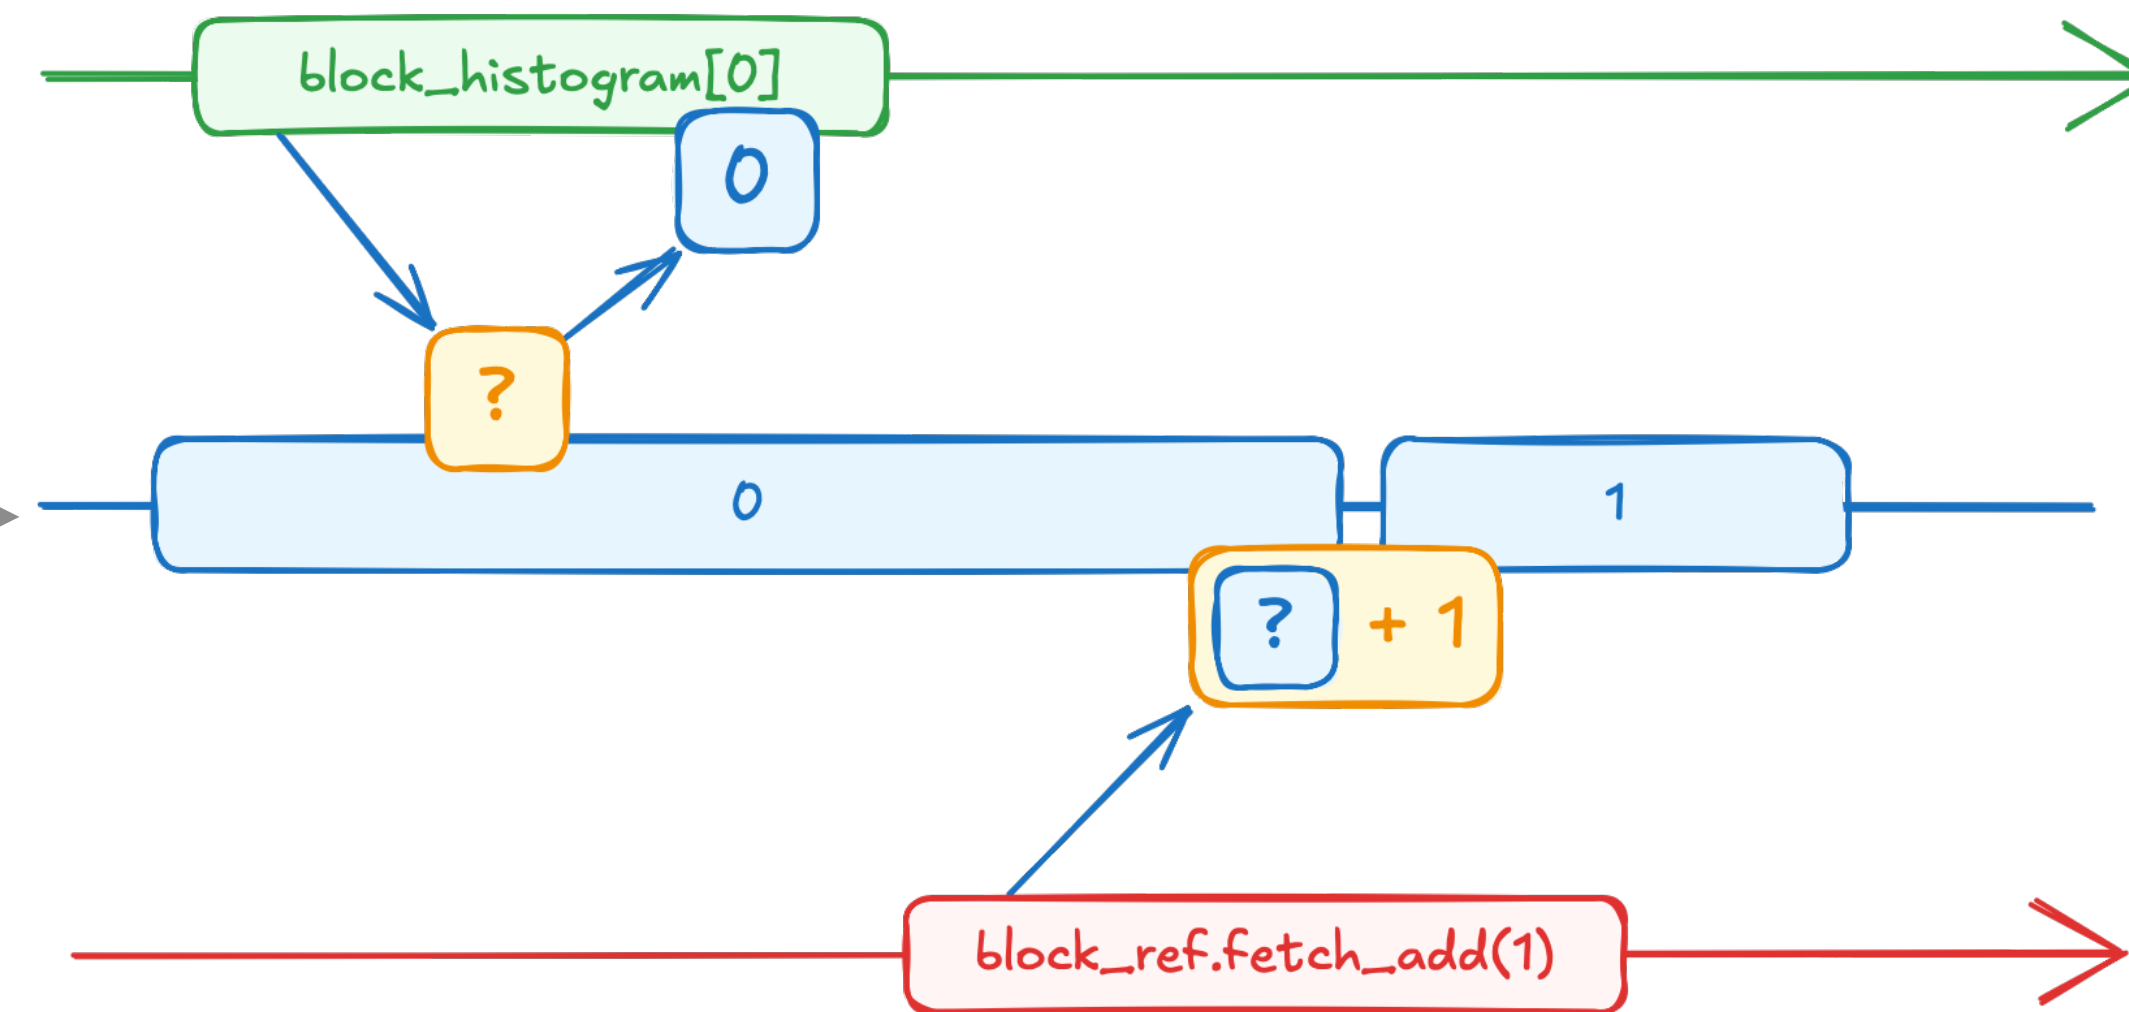 block_histogram[0]
0
?
0
1
? + 1
block_ref.fetch_add(1)